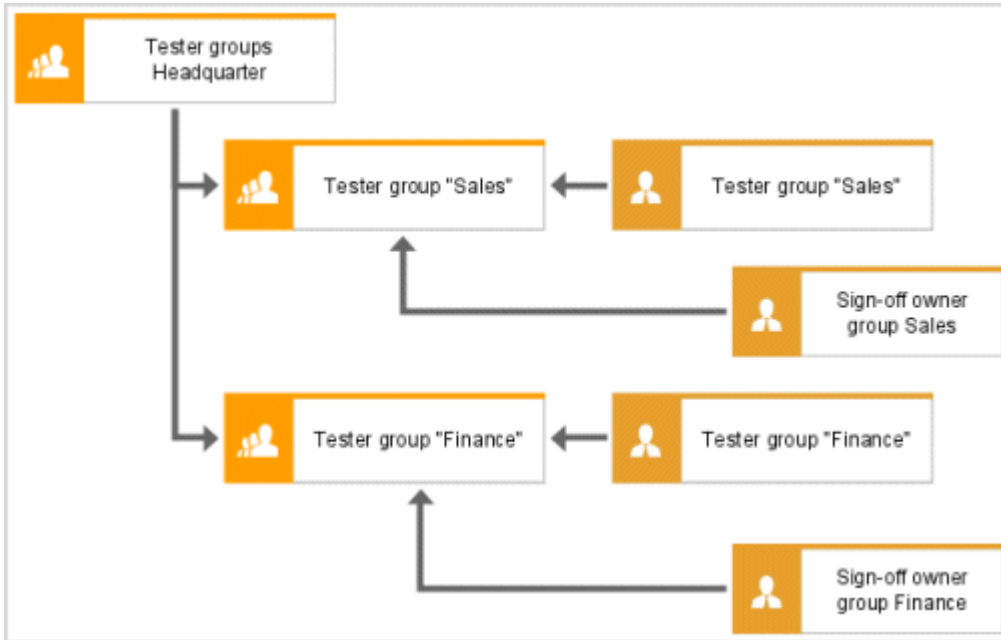 Tester groups
Headquarter
Tester group "Sales"
Tester group "Sales"
Sign-off owner
group Sales
Tester group "Finance"
Tester group "Finance"
Sign-off owner
group Finance